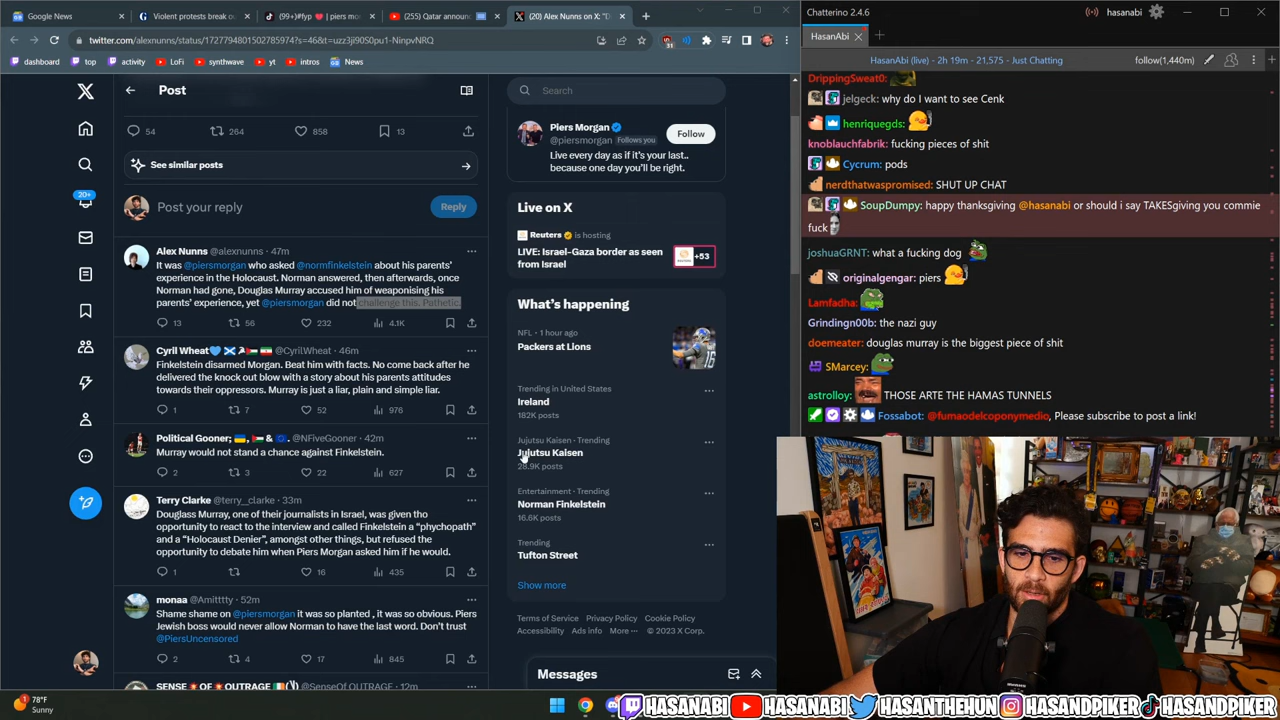 Google News
Violent protests break o
(99+)#fyp ❤️ | piers mor
(255) Qatar announc
(20) Alex Nunns on X: "D
twitter.com/alexnunns/status/1727794801502785974?s=46&t=uzz3ji90S0pu1-NinpvNRQ
dashboard
top
activity
LoFi
synthwave
yt
intros
News
Post
54
264
858
13
See similar posts
20+
Post your reply
Reply
Alex Nunns @alexnunns · 47m
It was @piersmorgan who asked @normfinkelstein about his parents'
experience in the Holocaust. Norman answered, then afterwards, once
Norman had gone, Douglas Murray accused him of weaponising his
parents' experience, yet @piersmorgan did not challenge this. Pathetic.
13
56
232
4.1K
Cyril Wheat @CyrilWheat · 46m
Finkelstein disarmed Morgan. Beat him with facts. No come back after he
delivered the knock out blow with a story about his parents attitudes
towards their oppressors. Murray is just a liar, plain and simple liar.
1
7
52
976
Political Gooner; @NFiveGooner · 42m
Murray would not stand a chance against Finkelstein.
2
3
22
627
Terry Clarke @terry__clarke · 33m
Douglass Murray, one of their journalists in Israel, was given tho
opportunity to react to the interview and called Finkelstein a "phychopath"
and a "Holocaust Denier", amongst other things, but refused the
opportunity to debate him when Piers Morgan asked him if he would.
1
16
435
monaa @Amitttty · 52m
Shame shame on @piersmorgan it was so planted , it was so obvious. Piers
Jewish boss would never allow Norman to have the last word. Don't trust
@PiersUncensored
2
4
17
845
SENSE OF OUTRAGE @SenseOf_OUTRAGE · 12m
Search
Piers Morgan
@piersmorgan Follows you
Follow
Live every day as if it's your last..
because one day you'll be right.
Live on X
Reuters is hosting
LIVE: Israel-Gaza border as seen
from Israel
+53
What's happening
NFL · 1 hour ago
Packers at Lions
Trending in United States
Ireland
182K posts
Jujutsu Kaisen · Trending
Jujutsu Kaisen
28.9K posts
Entertainment · Trending
Norman Finkelstein
16.6K posts
Trending
Tufton Street
Show more
Terms of Service Privacy Policy Cookie Policy
Accessibility Ads info More ··· © 2023 X Corp.
Messages
Chatterino 2.4.6
hasanabi
HasanAbi
HasanAbi (live) - 2h 19m - 21,575 - Just Chatting
follow(1,440m)
DrippingSweat0:
jelgeck: why do I want to see Cenk
henriquegds:
knoblauchfabrik: fucking pieces of shit
Cycrum: pods
nerdthatwaspromised: SHUT UP CHAT
SoupDumpy: happy thanksgiving @hasanabi or should i say TAKESgiving you commie
fuck
joshuaGRNT: what a fucking dog
originalgengar: piers
Lamfadha:
Grindingn00b: the nazi guy
doemeater: douglas murray is the biggest piece of shit
SMarcey:
astrolloy: THOSE ARTE THE HAMAS TUNNELS
Fossabot: @fumaodelcoponymedio, Please subscribe to post a link!
78°F
Sunny
HASANABI
HASANABI
HASANTHEHUN
HASANDPIKER
HASANDPIKER